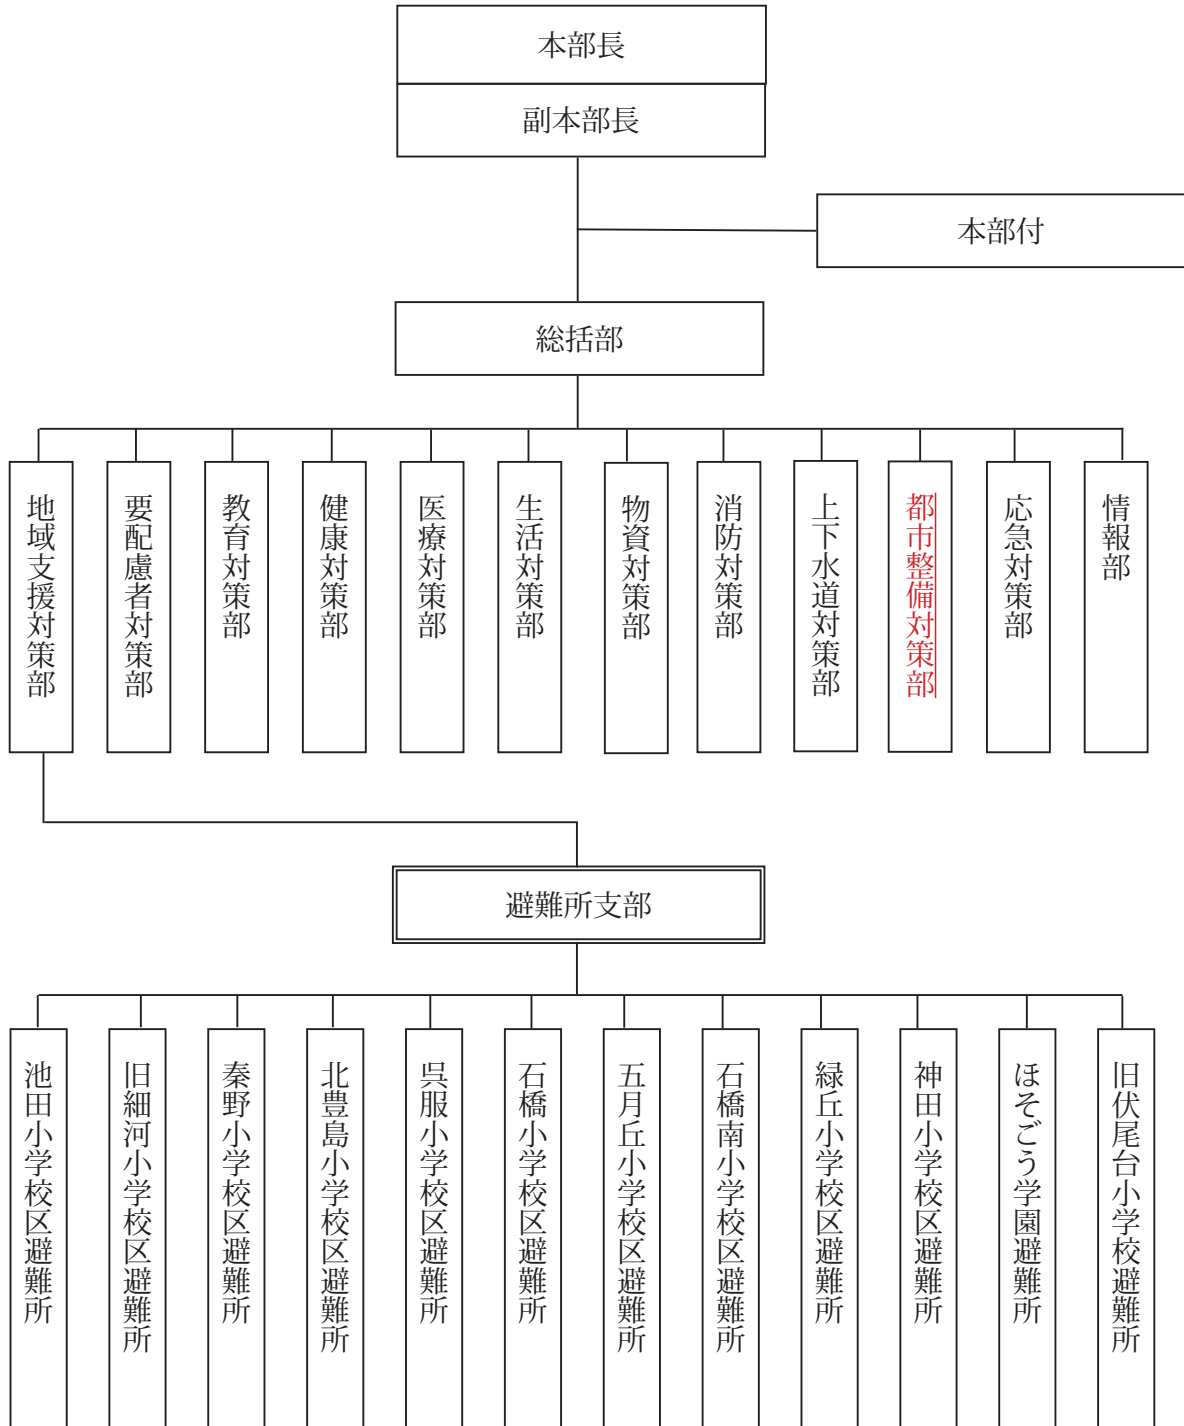 本部長
副本部長
本部付
総括部
地域支援対策部
要配慮者対策部
教育対策部
健康対策部
医療対策部
生活対策部
物資対策部
消防対策部
上下水道対策部
都市整備対策部
応急対策部
情報部
避難所支部
池田小学校区避難所
旧細河小学校区避難所
秦野小学校区避難所
北豊島小学校区避難所
呉服小学校区避難所
石橋小学校区避難所
五月丘小学校区避難所
石橋南小学校区避難所
緑丘小学校区避難所
神田小学校区避難所
ほそごう学園避難所
旧伏尾台小学校避難所